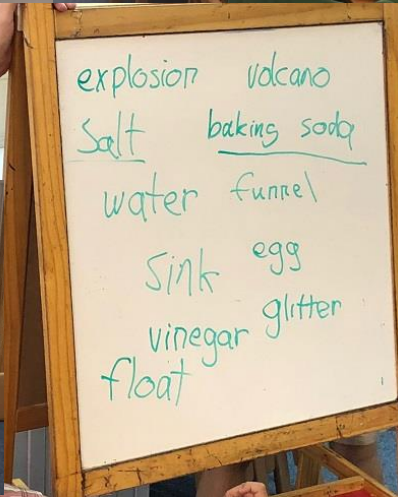 explosion volcano
Salt baking soda
water funnel
sink egg
vinegar glitter
float